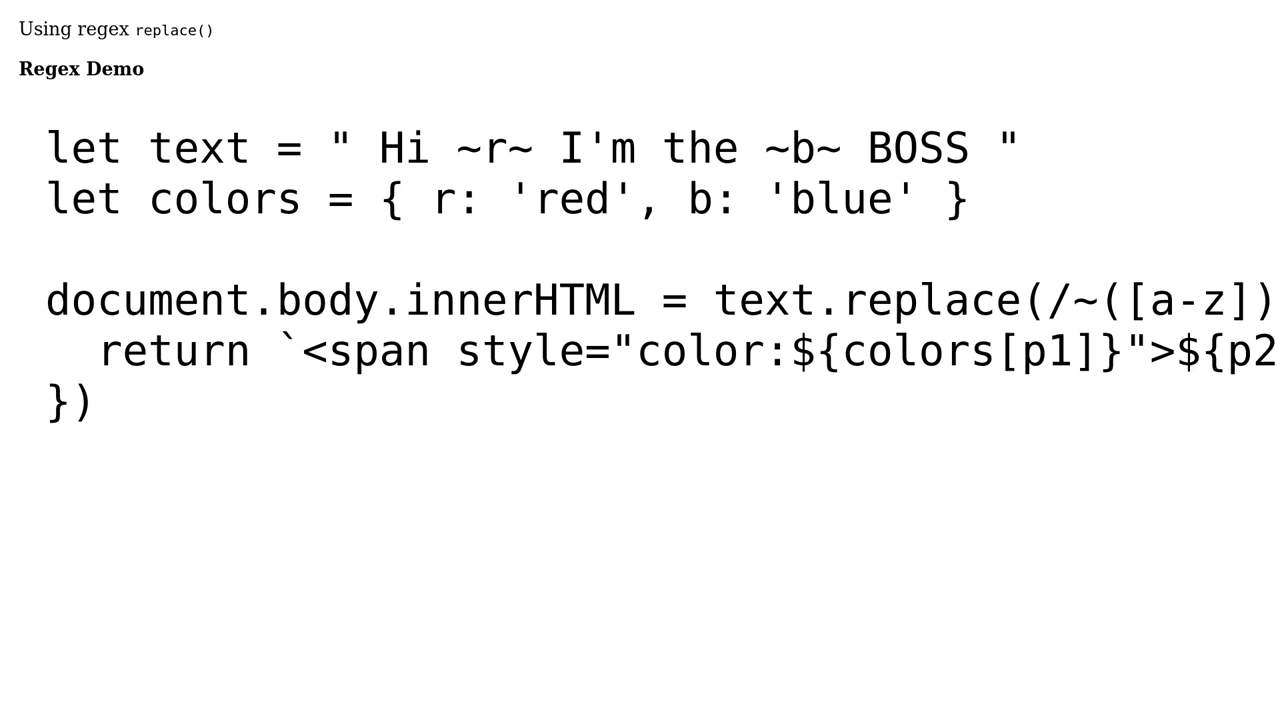 Using regex replace()
Regex Demo
let text = " Hi ~r~ I'm the ~b~ BOSS "
let colors = { r: 'red', b: 'blue' }
document.body.innerHTML = text.replace(/~([a-z])
  return `<span style="color:${colors[p1]}">${p2
})